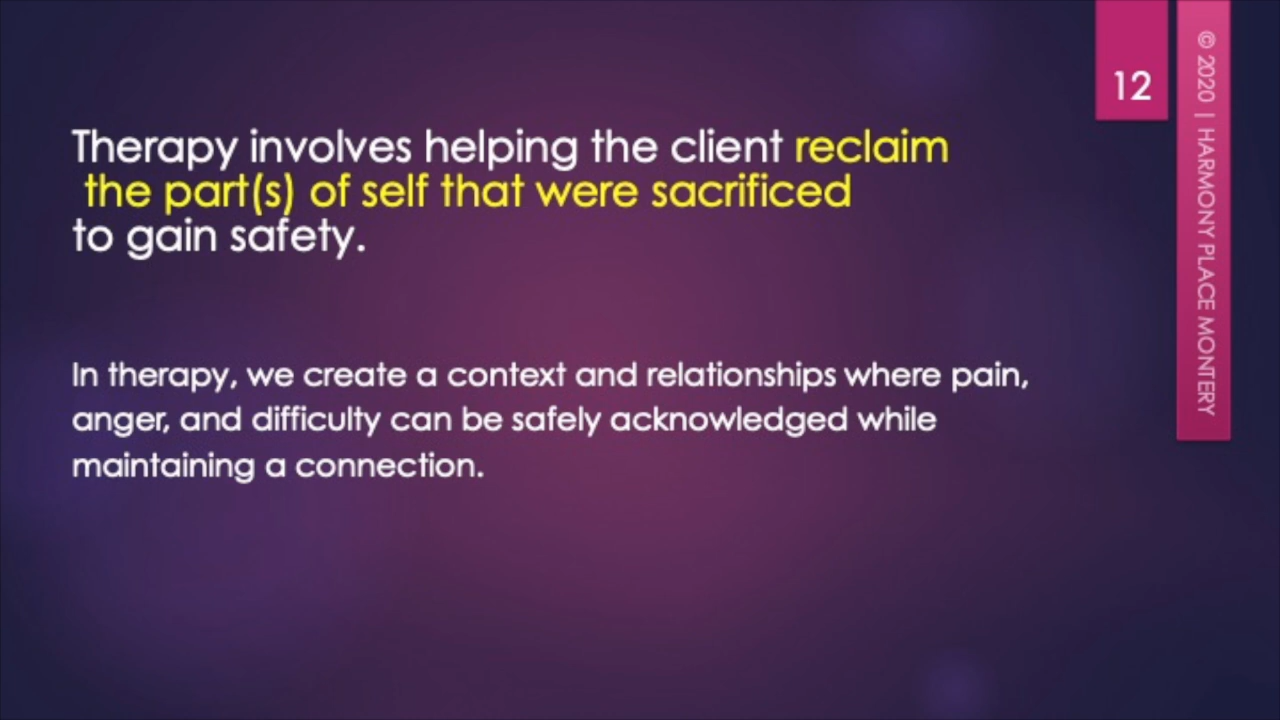 12
© 2020 | HARMONY PLACE MONTERY
Therapy involves helping the client reclaim
the part(s) of self that were sacrificed
to gain safety.
In therapy, we create a context and relationships where pain,
anger, and difficulty can be safely acknowledged while
maintaining a connection.